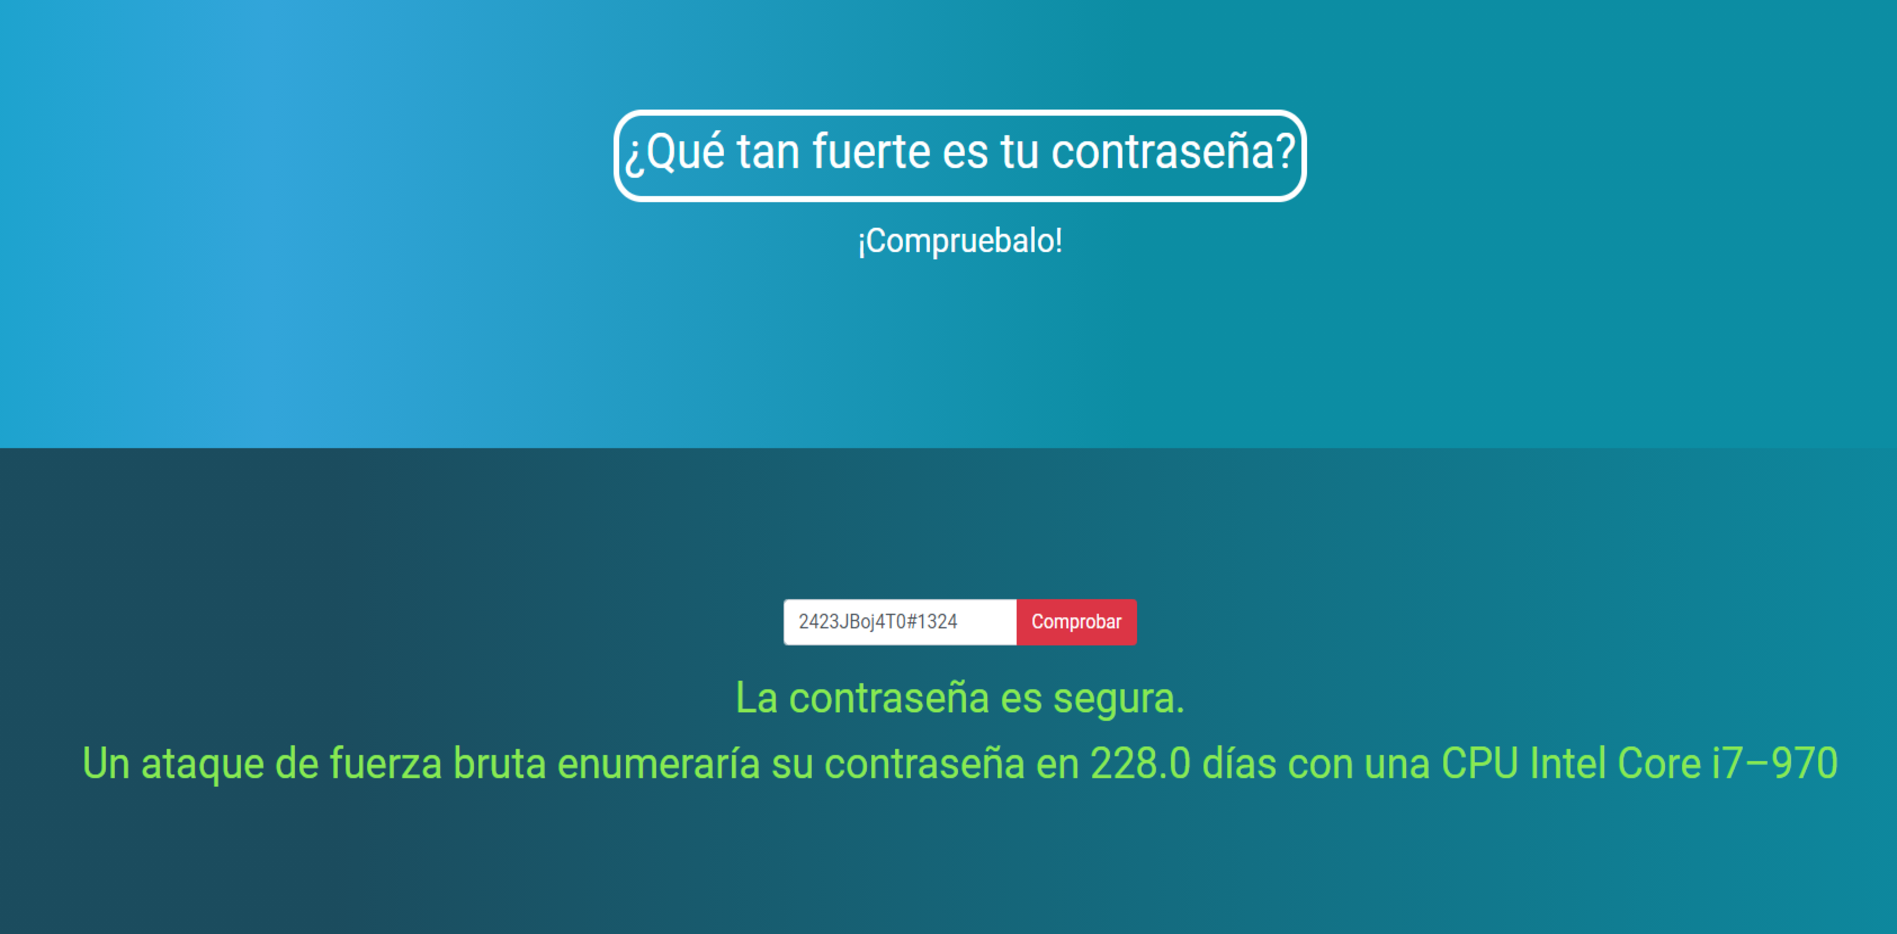 ¿Qué tan fuerte es tu contraseña?
¡Compruebalo!
2423JBoj4T0#1324 Comprobar
La contraseña es segura.
Un ataque de fuerza bruta enumeraría su contraseña en 228.0 días con una CPU Intel Core i7–970